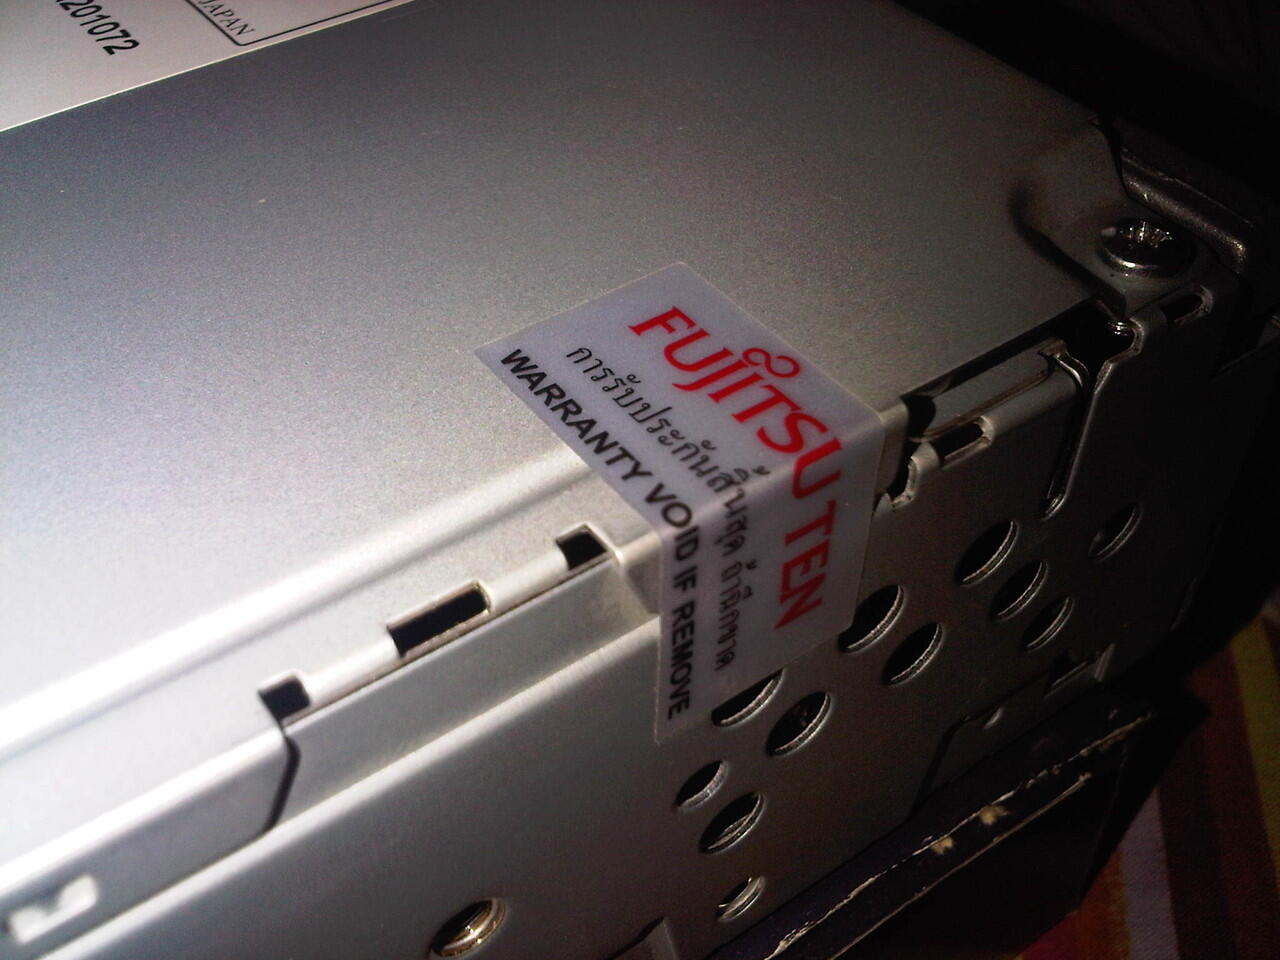 201072
JAPAN
FUJITSU TEN
การรับประกันสิ้นสุด ถ้าฉีกขาด
WARRANTY VOID IF REMOVE